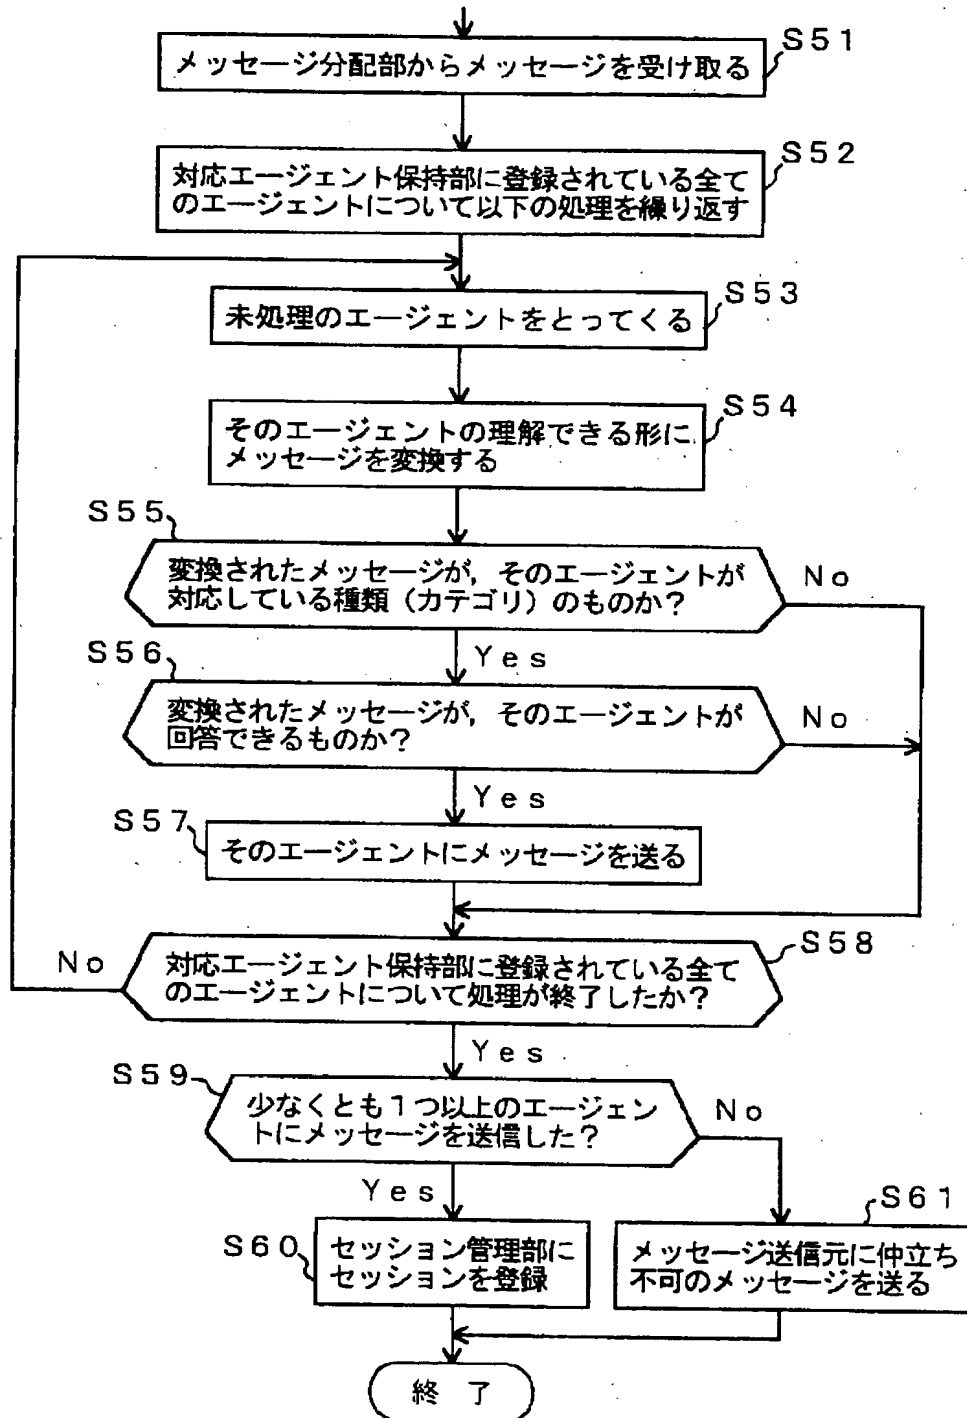 S51
メッセージ分配部からメッセージを受け取る
S52
対応エージェント保持部に登録されている全て
のエージェントについて以下の処理を繰り返す
S53
未処理のエージェントをとってくる
S54
そのエージェントの理解できる形に
メッセージを変換する
S55
変換されたメッセージが，そのエージェントが
対応している種類（カテゴリ）のものか？
No
Yes
S56
変換されたメッセージが，そのエージェントが
回答できるものか？
No
Yes
S57
そのエージェントにメッセージを送る
S58
対応エージェント保持部に登録されている全て
のエージェントについて処理が終了したか？
No
Yes
S59
少なくとも１つ以上のエージェン
トにメッセージを送信した？
No
Yes
S60
セッション管理部に
セッションを登録
S61
メッセージ送信元に仲立ち
不可のメッセージを送る
終 了